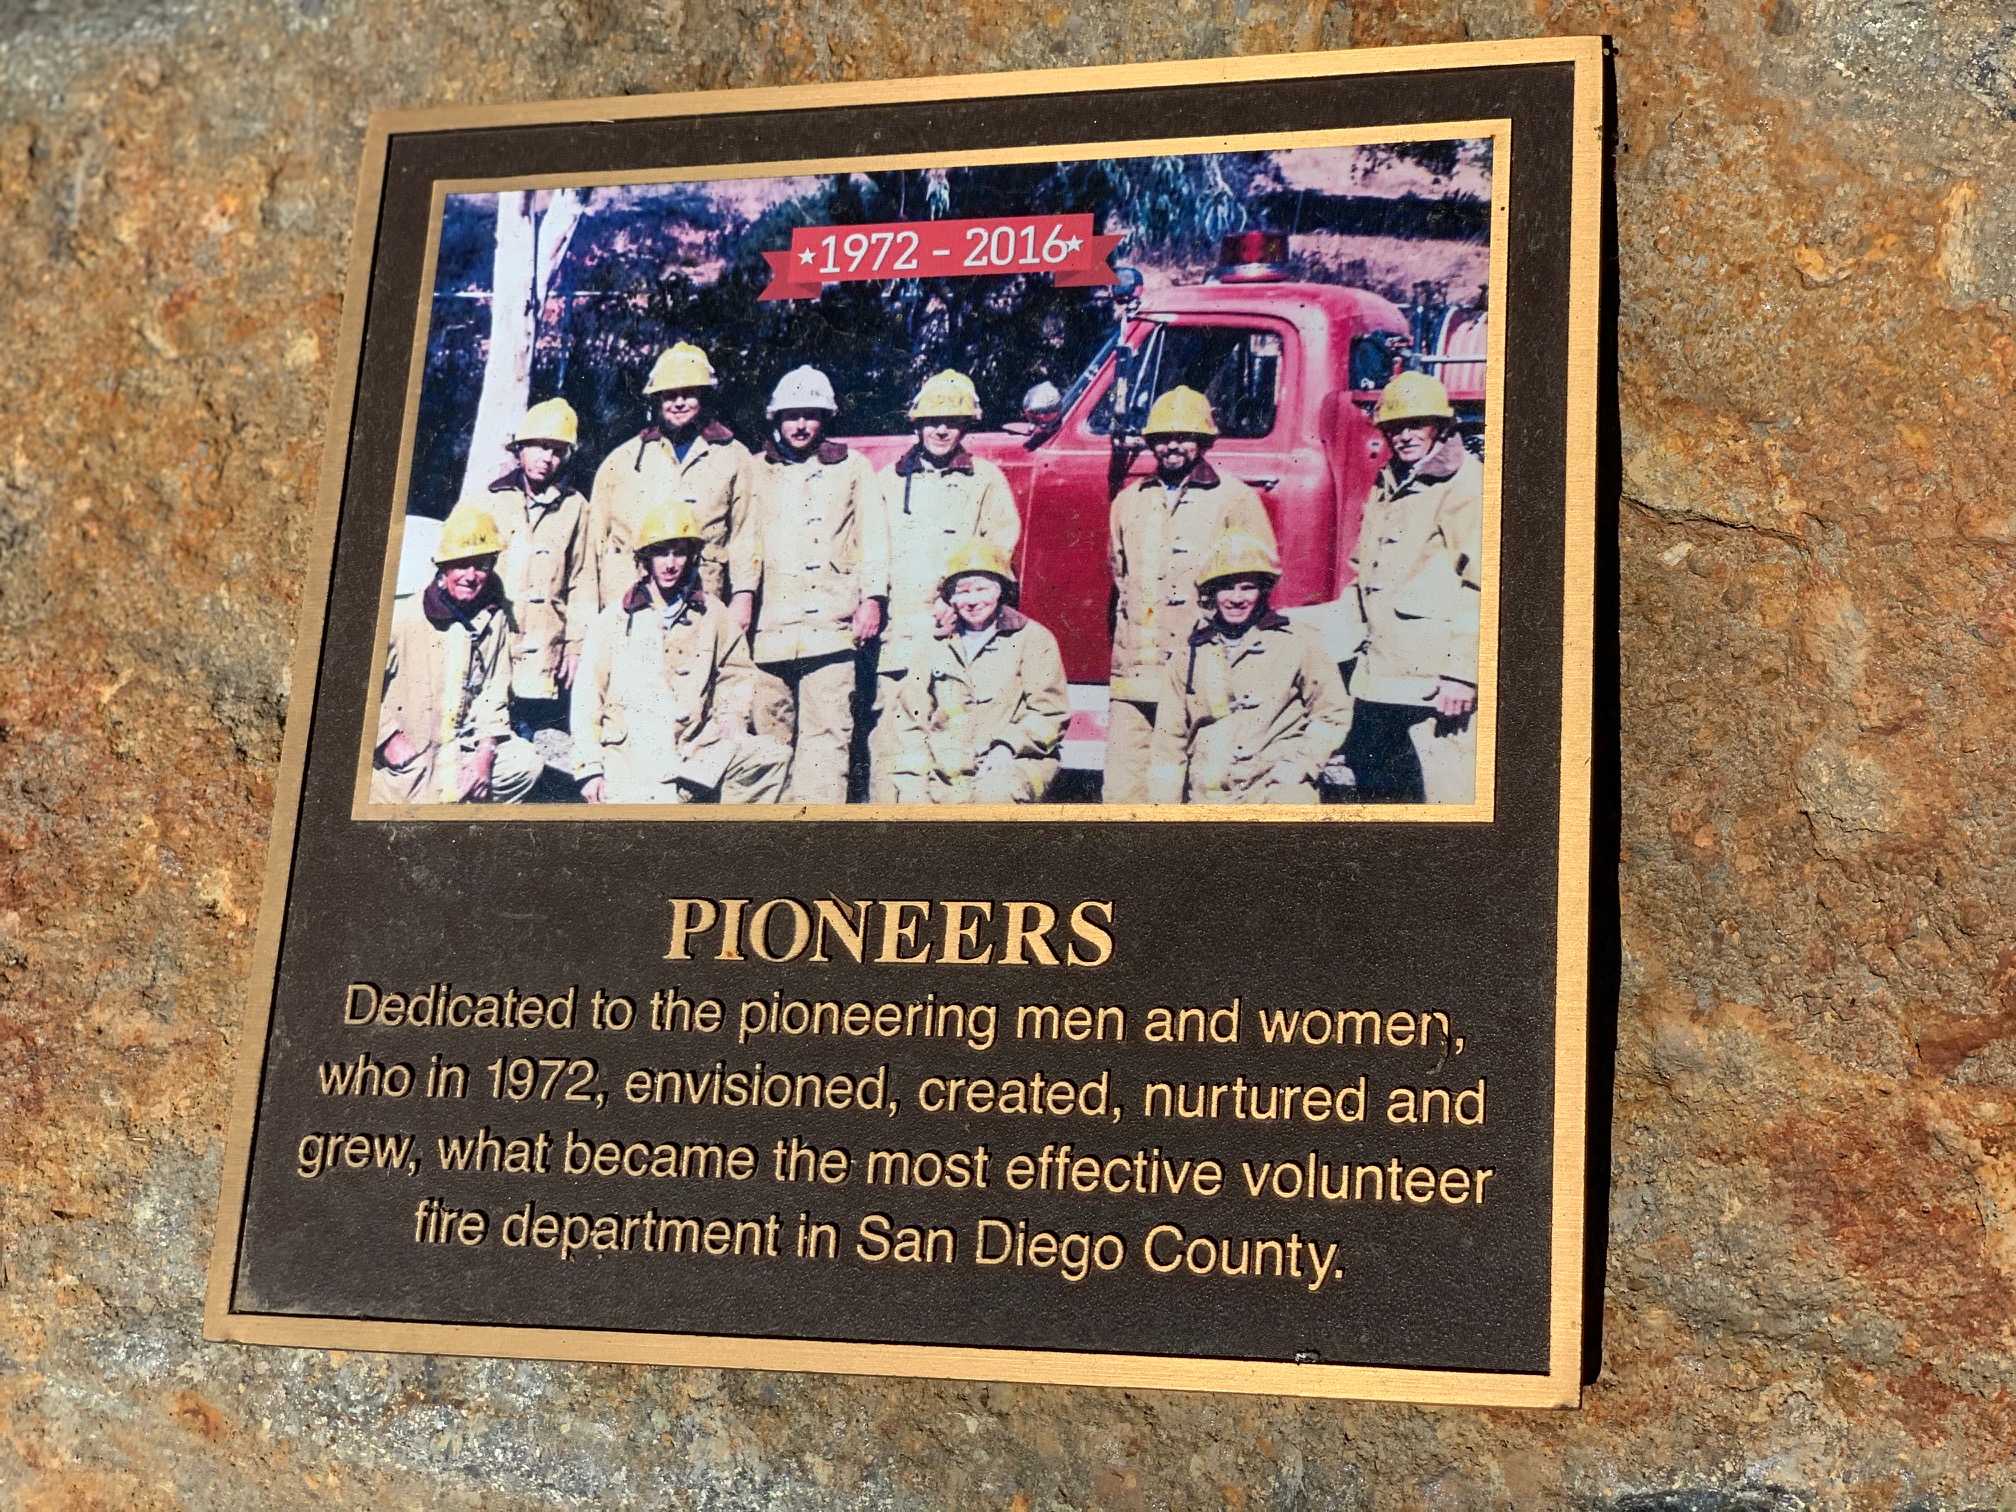 1972 - 2016
PIONEERS
Dedicated to the pioneering men and women,
who in 1972, envisioned, created, nurtured and
grew, what became the most effective volunteer
fire department in San Diego County.